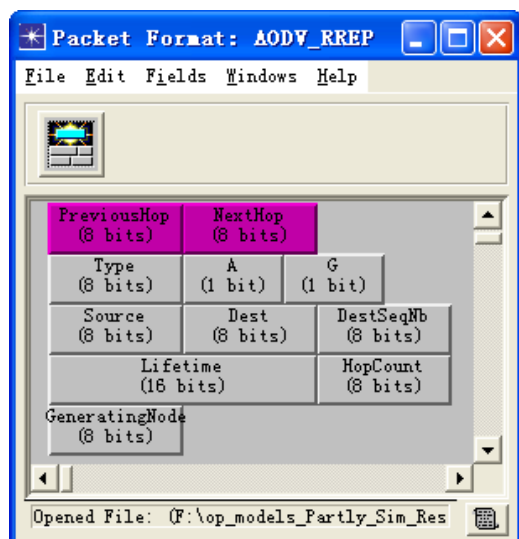 Packet Format: AODV_RREP
File Edit Fields Windows Help
PreviousHop NextHop
(8 bits) (8 bits)
Type A G
(8 bits) (1 bit) (1 bit)
Source Dest DestSeqNb
(8 bits) (8 bits) (8 bits)
Lifetime HopCount
(16 bits) (8 bits)
GeneratingNode
(8 bits)
Opened File: (F:\op_models_Partly_Sim_Res